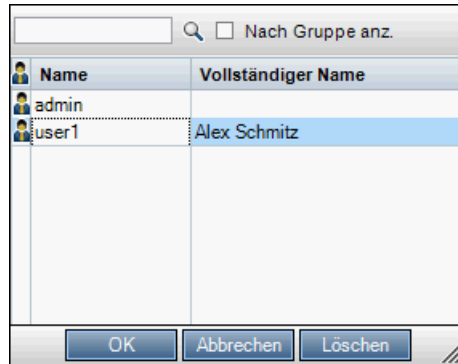 Nach Gruppe anz.
Name Vollständiger Name
admin
user1 Alex Schmitz
OK Abbrechen Löschen